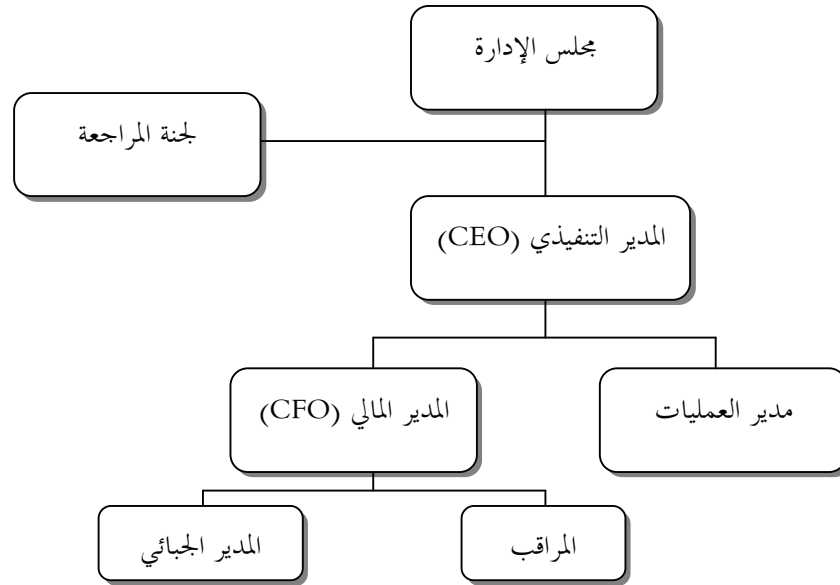 مجلس الإدارة
لجنة المراجعة
المدير التنفيذي (CEO)
المدير المالي (CFO)
مدير العمليات
المدير الجبائي
المراقب